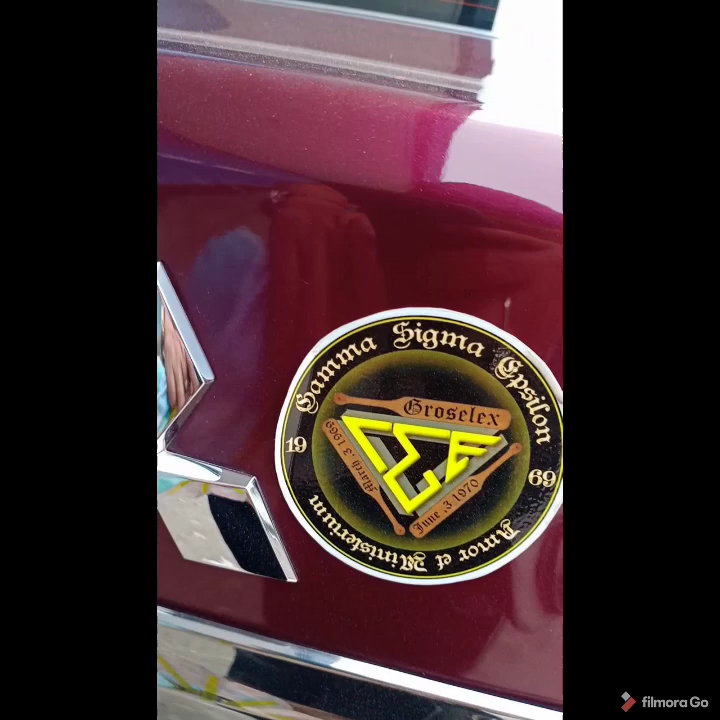 Gamma Sigma Epsilon
19 69
Groselex
March 3, 1969
June .3 1970
Amor et Ministerium
filmora Go